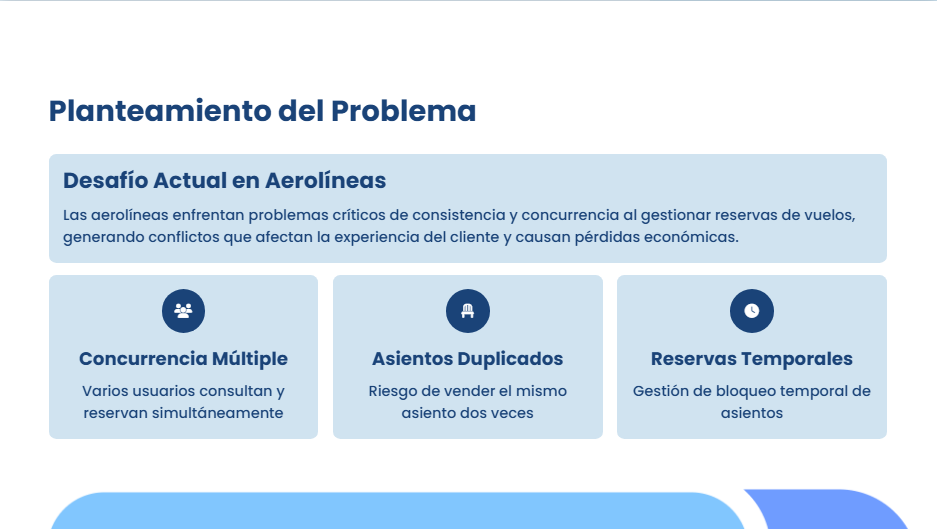 Planteamiento del Problema
Desafío Actual en Aerolíneas
Las aerolíneas enfrentan problemas críticos de consistencia y concurrencia al gestionar reservas de vuelos,
generando conflictos que afectan la experiencia del cliente y causan pérdidas económicas.
Concurrencia Múltiple
Varios usuarios consultan y
reservan simultáneamente
Asientos Duplicados
Riesgo de vender el mismo
asiento dos veces
Reservas Temporales
Gestión de bloqueo temporal de
asientos